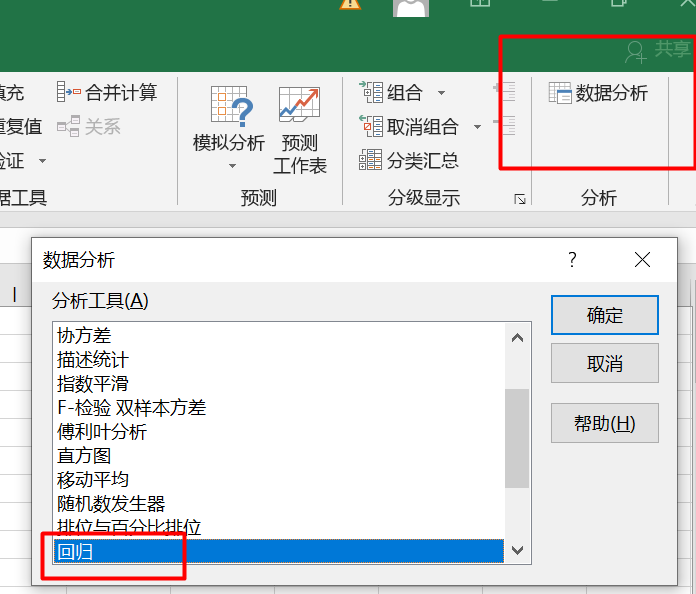 共享
填充
合并计算
重复值
关系
验证
据工具
模拟分析
预测
工作表
预测
组合
取消组合
分类汇总
分级显示
数据分析
分析
I
数据分析
?
分析工具(A)
协方差
描述统计
指数平滑
F-检验 双样本方差
傅利叶分析
直方图
移动平均
随机数发生器
排位与百分比排位
回归
确定
取消
帮助(H)